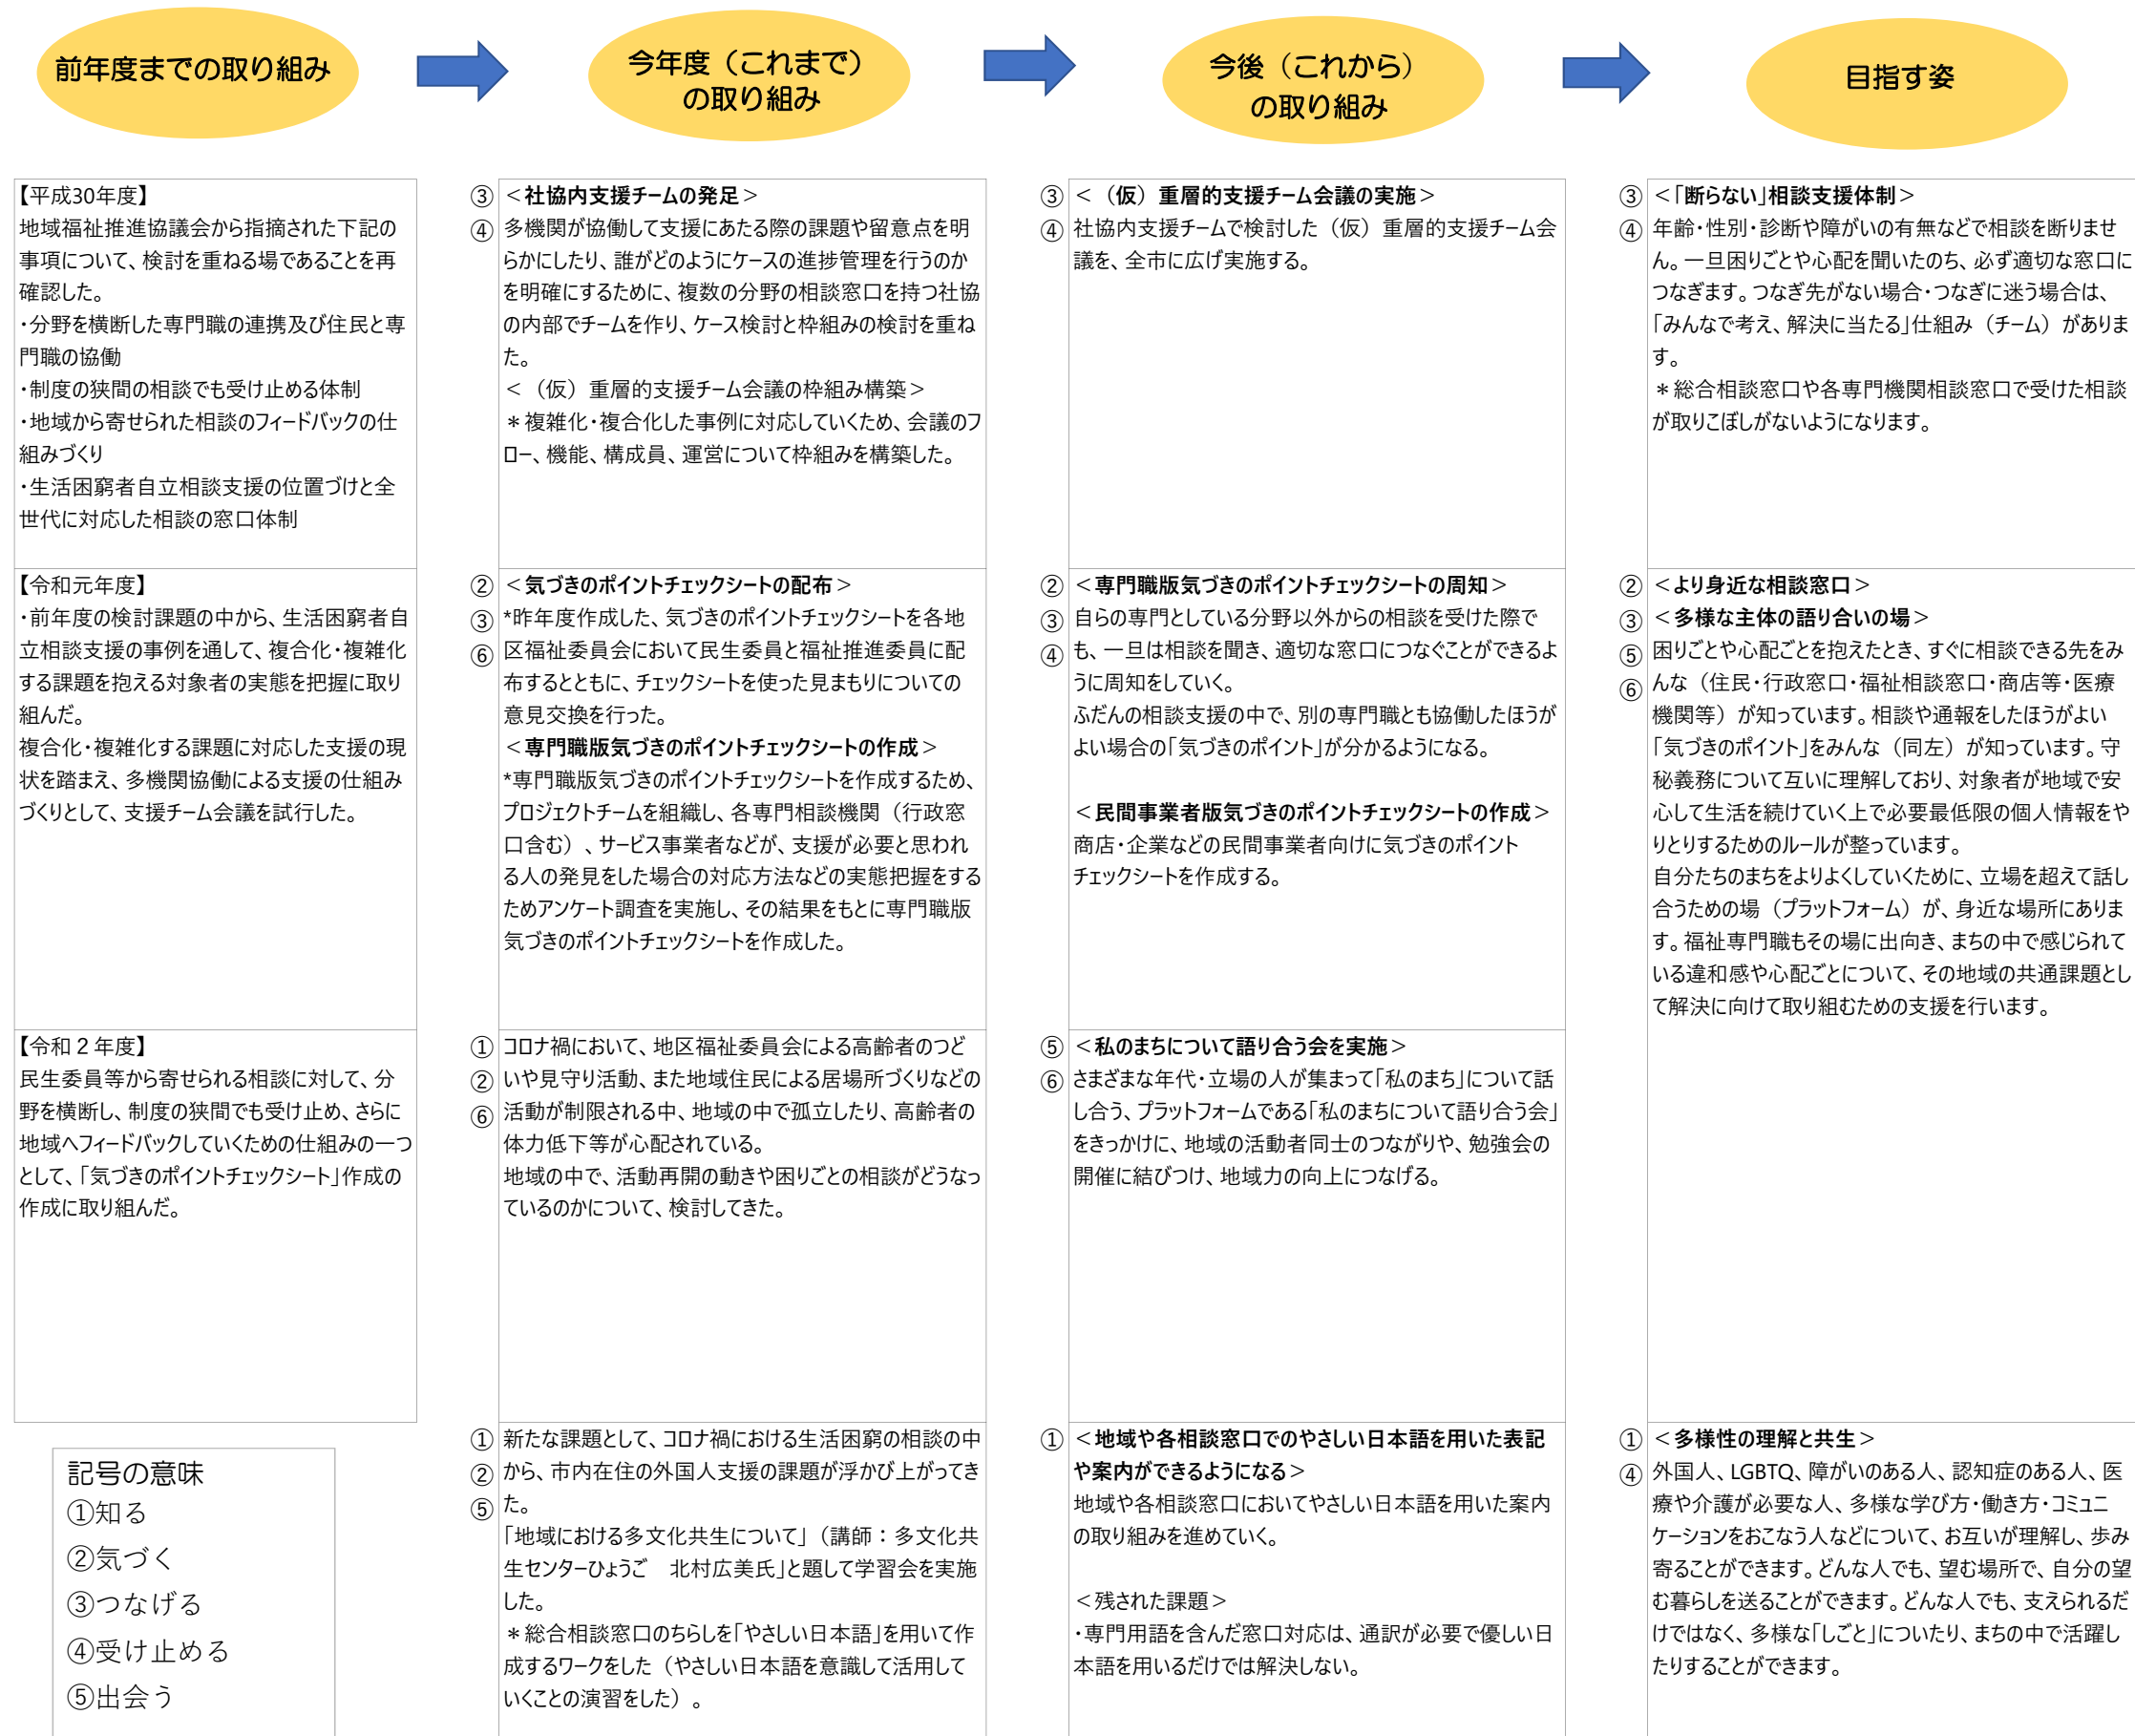 前年度までの取り組み
今年度（これまで）
の取り組み
今後（これから）
の取り組み
目指す姿
【平成30年度】
地域福祉推進協議会から指摘された下記の
事項について、検討を重ねる場であることを再
確認した。
・分野を横断した専門職の連携及び住民と専
門職の協働
・制度の狭間の相談でも受け止める体制
・地域から寄せられた相談のフィードバックの仕
組みづくり
・生活困窮者自立相談支援の位置づけと全
世代に対応した相談の窓口体制
③
④
＜社協内支援チームの発足＞
多機関が協働して支援にあたる際の課題や留意点を明
らかにしたり、誰がどのようにケースの進捗管理を行うのか
を明確にするために、複数の分野の相談窓口を持つ社協
の内部でチームを作り、ケース検討と枠組みの検討を重ね
た。
＜（仮）重層的支援チーム会議の枠組み構築＞
＊複雑化・複合化した事例に対応していくため、会議のフ
ロー、機能、構成員、運営について枠組みを構築した。
③
④
＜（仮）重層的支援チーム会議の実施＞
社協内支援チームで検討した（仮）重層的支援チーム会
議を、全市に広げ実施する。
③
④
＜「断らない」相談支援体制＞
年齢・性別・診断や障がいの有無などで相談を断りませ
ん。一旦困りごとや心配を聞いたのち、必ず適切な窓口に
つなぎます。つなぎ先がない場合・つなぎに迷う場合は、
「みんなで考え、解決に当たる」仕組み（チーム）がありま
す。
＊総合相談窓口や各専門機関相談窓口で受けた相談
が取りこぼしがないようになります。
【令和元年度】
・前年度の検討課題の中から、生活困窮者自
立相談支援の事例を通して、複合化・複雑化
する課題を抱える対象者の実態を把握に取り
組んだ。
複合化・複雑化する課題に対応した支援の現
状を踏まえ、多機関協働による支援の仕組み
づくりとして、支援チーム会議を試行した。
②
③
⑥
＜気づきのポイントチェックシートの配布＞
*昨年度作成した、気づきのポイントチェックシートを各地
区福祉委員会において民生委員と福祉推進委員に配
布するとともに、チェックシートを使った見まもりについての
意見交換を行った。
＜専門職版気づきのポイントチェックシートの作成＞
*専門職版気づきのポイントチェックシートを作成するため、
プロジェクトチームを組織し、各専門相談機関（行政窓
口含む）、サービス事業者などが、支援が必要と思われ
る人の発見をした場合の対応方法などの実態把握をする
ためアンケート調査を実施し、その結果をもとに専門職版
気づきのポイントチェックシートを作成した。
②
③
④
＜専門職版気づきのポイントチェックシートの周知＞
自らの専門としている分野以外からの相談を受けた際で
も、一旦は相談を聞き、適切な窓口につなぐことができるよ
うに周知をしていく。
ふだんの相談支援の中で、別の専門職とも協働したほうが
よい場合の「気づきのポイント」が分かるようになる。
＜民間事業者版気づきのポイントチェックシートの作成＞
商店・企業などの民間事業者向けに気づきのポイント
チェックシートを作成する。
②
③
⑤
⑥
＜より身近な相談窓口＞
＜多様な主体の語り合いの場＞
困りごとや心配ごとを抱えたとき、すぐに相談できる先をみ
んな（住民・行政窓口・福祉相談窓口・商店等・医療
機関等）が知っています。相談や通報をしたほうがよい
「気づきのポイント」をみんな（同左）が知っています。守
秘義務について互いに理解しており、対象者が地域で安
心して生活を続けていく上で必要最低限の個人情報をや
りとりするためのルールが整っています。
自分たちのまちをよりよくしていくために、立場を超えて話し
合うための場（プラットフォーム）が、身近な場所にありま
す。福祉専門職もその場に出向き、まちの中で感じられて
いる違和感や心配ごとについて、その地域の共通課題とし
て解決に向けて取り組むための支援を行います。
【令和２年度】
民生委員等から寄せられる相談に対して、分
野を横断し、制度の狭間でも受け止め、さらに
地域へフィードバックしていくための仕組みの一つ
として、「気づきのポイントチェックシート」作成の
作成に取り組んだ。
①
②
⑥
コロナ禍において、地区福祉委員会による高齢者のつど
いや見守り活動、また地域住民による居場所づくりなどの
活動が制限される中、地域の中で孤立したり、高齢者の
体力低下等が心配されている。
地域の中で、活動再開の動きや困りごとの相談がどうなっ
ているのかについて、検討してきた。
⑤
⑥
＜私のまちについて語り合う会を実施＞
さまざまな年代・立場の人が集まって「私のまち」について話
し合う、プラットフォームである「私のまちについて語り合う会」
をきっかけに、地域の活動者同士のつながりや、勉強会の
開催に結びつけ、地域力の向上につなげる。
記号の意味
①知る
②気づく
③つなげる
④受け止める
⑤出会う
①
②
⑤
新たな課題として、コロナ禍における生活困窮の相談の中
から、市内在住の外国人支援の課題が浮かび上がってき
た。
「地域における多文化共生について」（講師：多文化共
生センターひょうご　北村広美氏」と題して学習会を実施
した。
＊総合相談窓口のちらしを「やさしい日本語」を用いて作
成するワークをした（やさしい日本語を意識して活用して
いくことの演習をした）。
①
＜地域や各相談窓口でのやさしい日本語を用いた表記
や案内ができるようになる＞
地域や各相談窓口においてやさしい日本語を用いた案内
の取り組みを進めていく。
＜残された課題＞
・専門用語を含んだ窓口対応は、通訳が必要で優しい日
本語を用いるだけでは解決しない。
①
④
＜多様性の理解と共生＞
外国人、LGBTQ、障がいのある人、認知症のある人、医
療や介護が必要な人、多様な学び方・働き方・コミュニ
ケーションをおこなう人などについて、お互いが理解し、歩み
寄ることができます。どんな人でも、望む場所で、自分の望
む暮らしを送ることができます。どんな人でも、支えられるだ
けではなく、多様な「しごと」についたり、まちの中で活躍し
たりすることができます。